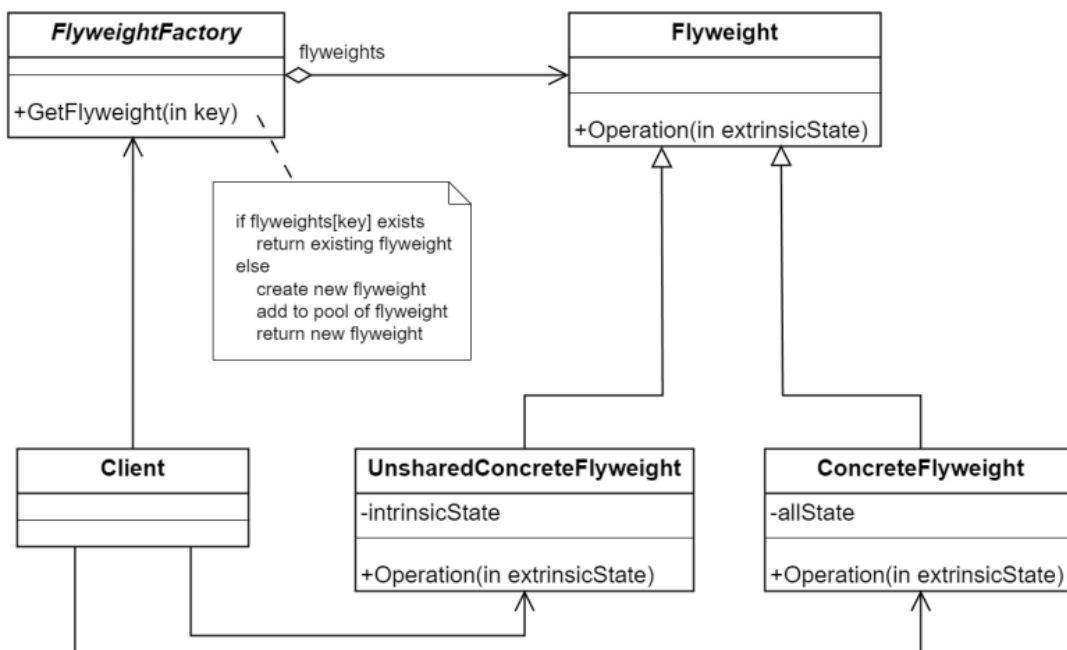 FlyweightFactory
+GetFlyweight(in key)
flyweights
Flyweight
+Operation(in extrinsicState)
if flyweights[key] exists
return existing flyweight
else
create new flyweight
add to pool of flyweight
return new flyweight
Client
UnsharedConcreteFlyweight
-intrinsicState
+Operation(in extrinsicState)
ConcreteFlyweight
-allState
+Operation(in extrinsicState)